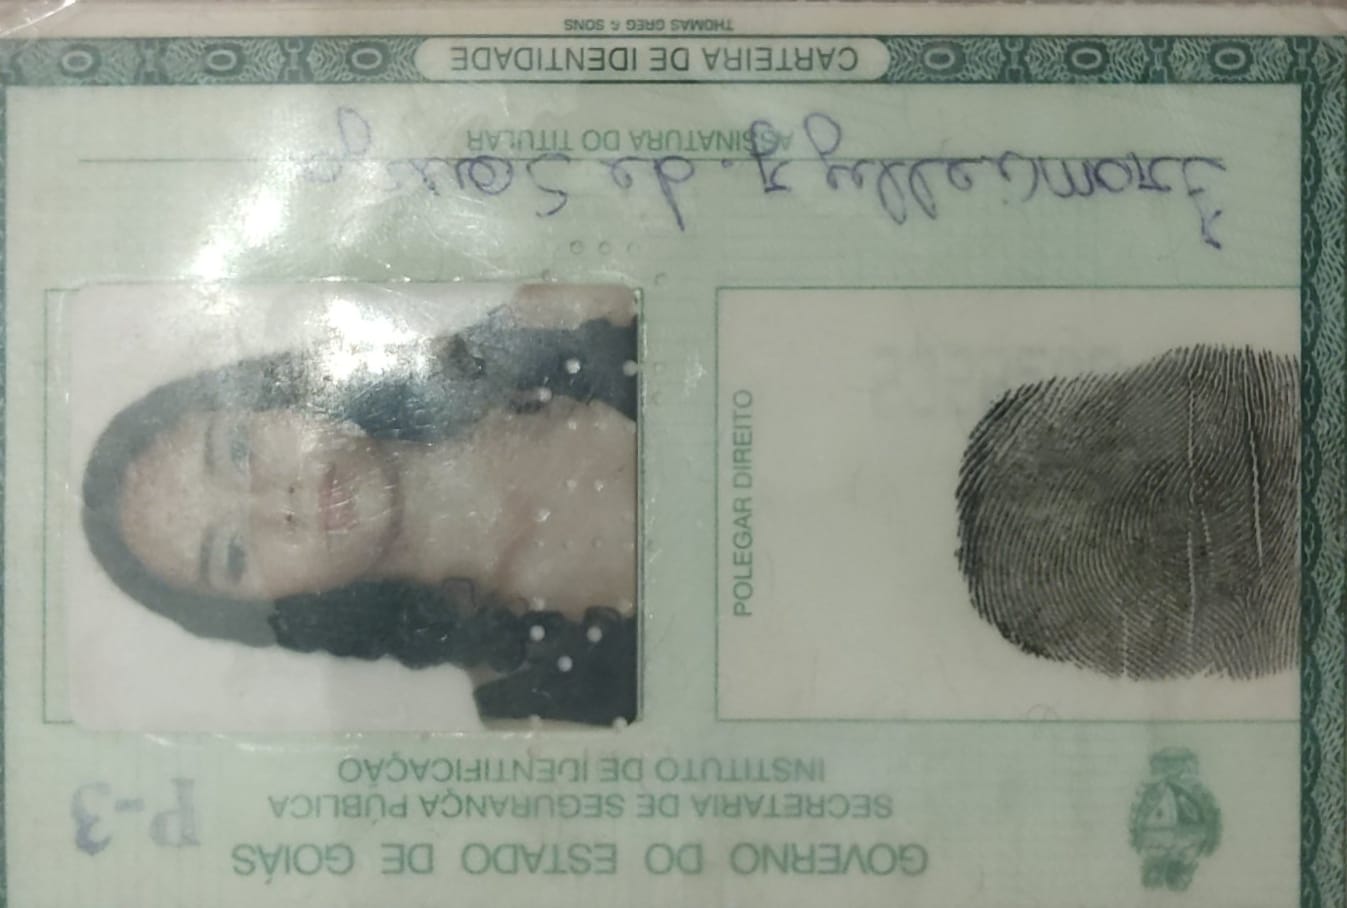 GOVERNO DO ESTADO DE GOIÁS
SECRETARIA DE SEGURANÇA PÚBLICA
INSTITUTO DE IDENTIFICAÇÃO
P-3
POLEGAR DIREITO
de Souza
ASSINATURA DO TITULAR
CARTEIRA DE IDENTIDADE
THOMAS GREG & SONS